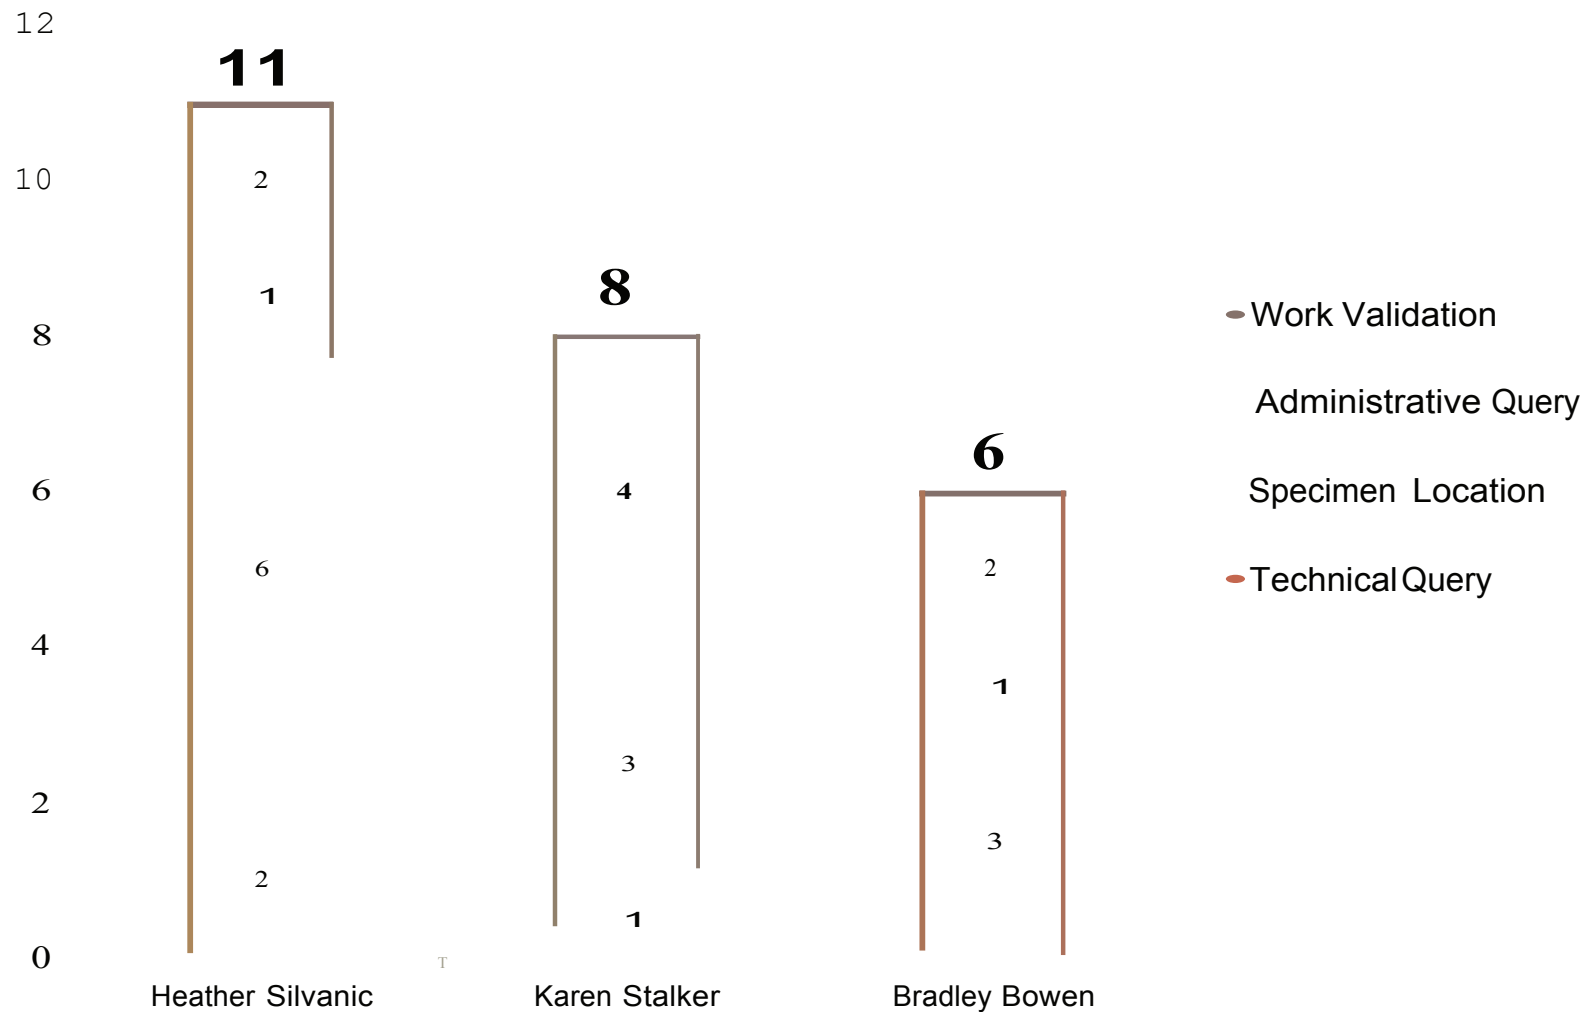 12
11
10
2
1
8
8
Work Validation
Administrative Query
6
6
4
Specimen Location
6
2
Technical Query
4
1
3
2
3
2
1
0
T
Heather Silvanic
Karen Stalker
Bradley Bowen